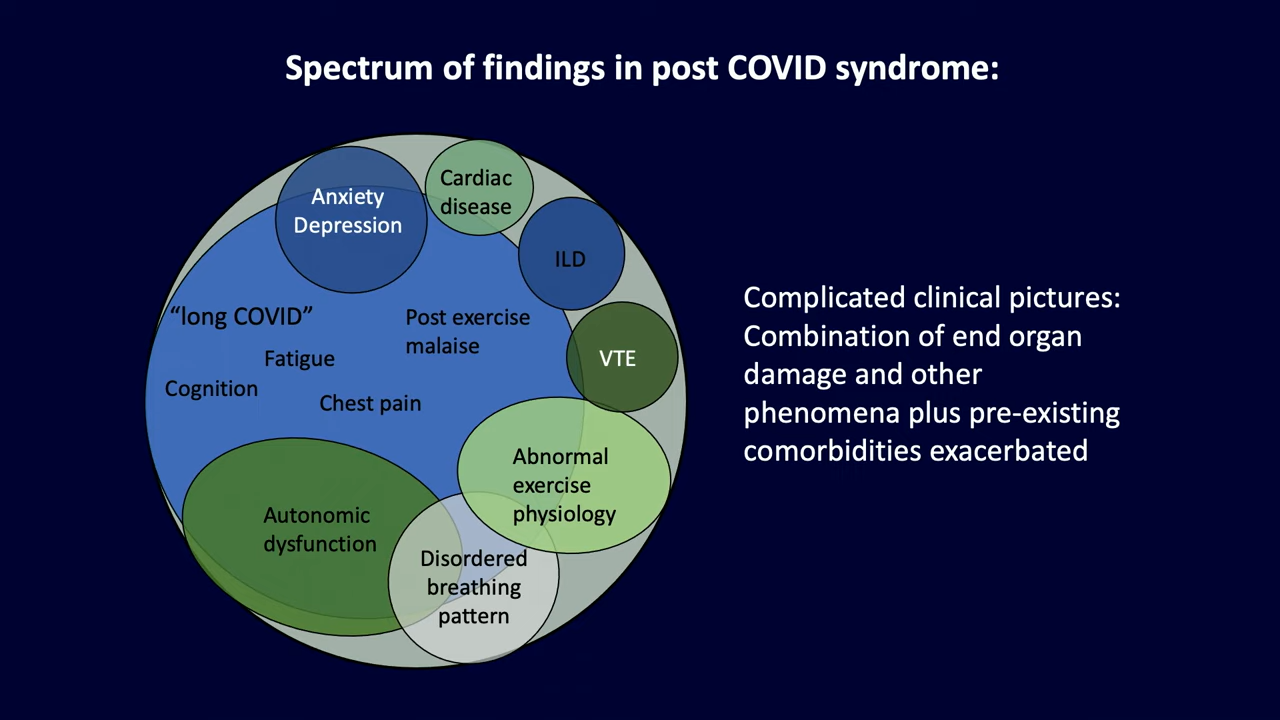 Spectrum of findings in post COVID syndrome:
Anxiety
Depression
Cardiac
disease
ILD
VTE
“long COVID”
Fatigue
Cognition
Post exercise
malaise
Chest pain
Abnormal
exercise
physiology
Autonomic
dysfunction
Disordered
breathing
pattern
Complicated clinical pictures:
Combination of end organ
damage and other
phenomena plus pre-existing
comorbidities exacerbated